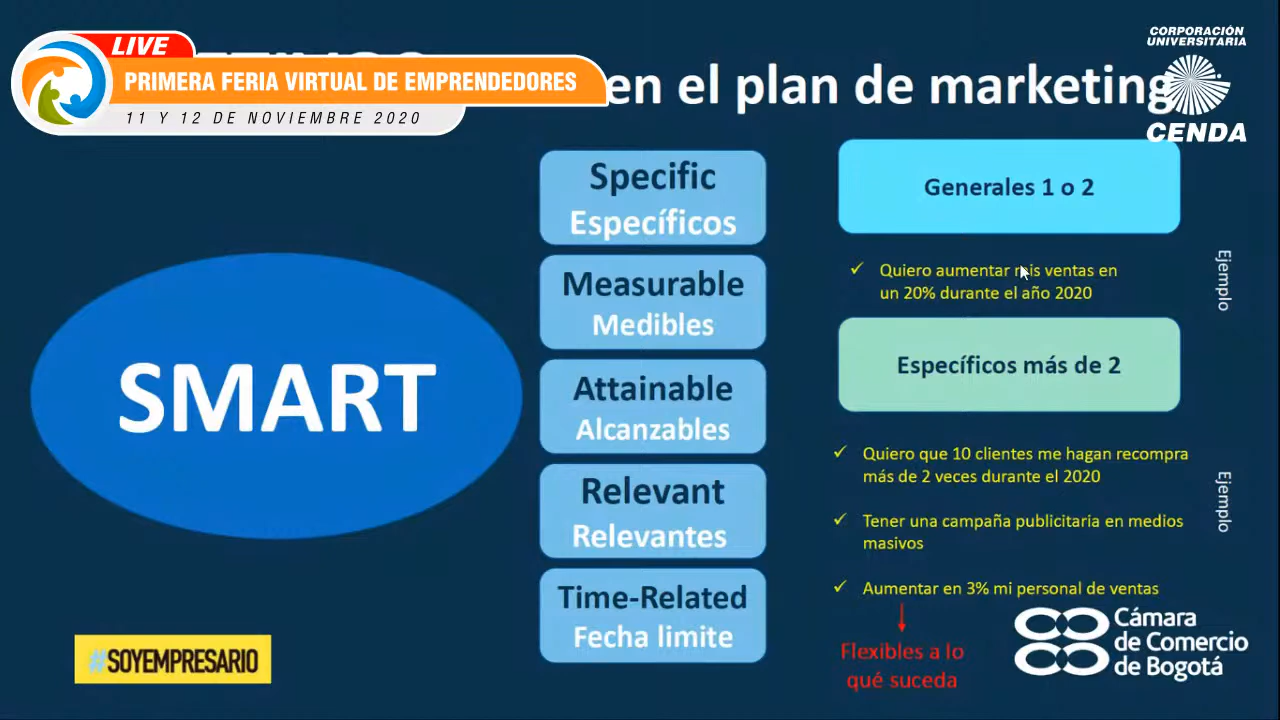 LIVE
PRIMERA FERIA VIRTUAL DE EMPRENDEDORES
11 Y 12 DE NOVIEMBRE 2020
en el plan de marketing
CORPORACIÓN
UNIVERSITARIA
CENDA
SMART
Specific
Específicos
Measurable
Medibles
Attainable
Alcanzables
Relevant
Relevantes
Time-Related
Fecha limite
Generales 1 o 2
✓ Quiero aumentar mis ventas en
un 20% durante el año 2020
Ejemplo
Específicos más de 2
✓ Quiero que 10 clientes me hagan recompra
más de 2 veces durante el 2020
✓ Tener una campaña publicitaria en medios
masivos
✓ Aumentar en 3% mi personal de ventas
Ejemplo
Flexibles a lo
qué suceda
#SOYEMPRESARIO
Cámara
de Comercio
de Bogotá